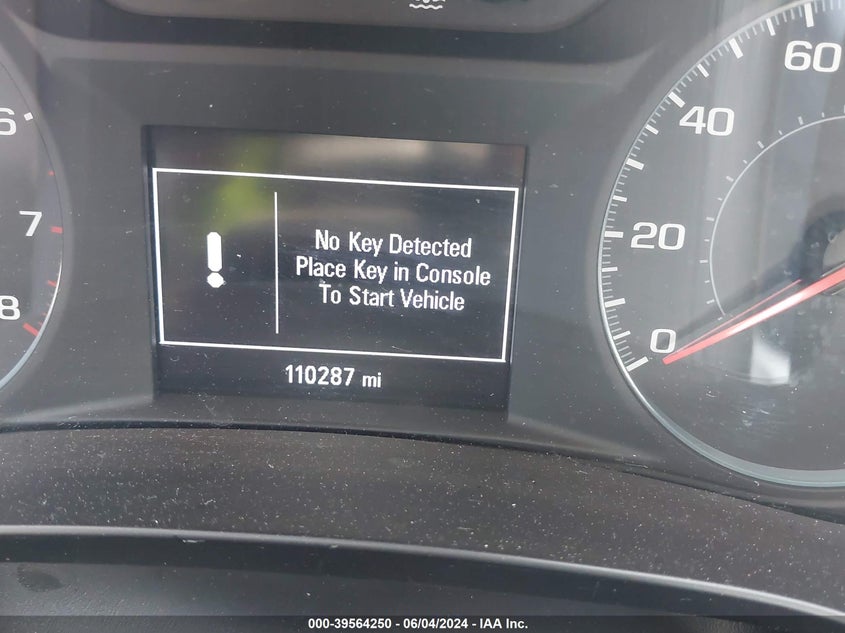 60
6
40
7
No Key Detected
Place Key in Console
To Start Vehicle
20
8
0
110287 mi
000-39564250 - 06/04/2024 - IAA Inc.